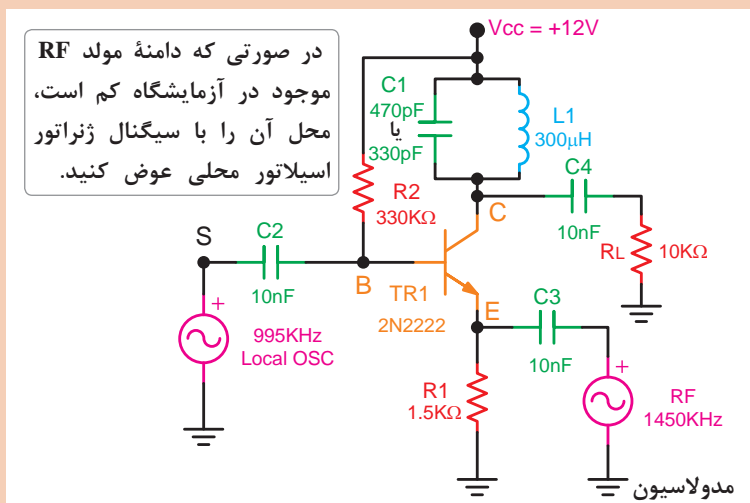 در صورتی که دامنهٔ مولد RF
موجود در آزمایشگاه کم است،
محل آن را با سیگنال ژنراتور
اسیلاتور محلی عوض کنید.
Vcc = +12V
C1
470pF
یا
330pF
L1
300µH
R2
330KΩ
C
C4
10nF
RL
10KΩ
S
C2
10nF
B
TR1
2N2222
E
C3
10nF
995KHz
Local OSC
R1
1.5KΩ
RF
1450KHz
مدولاسیون
+
+